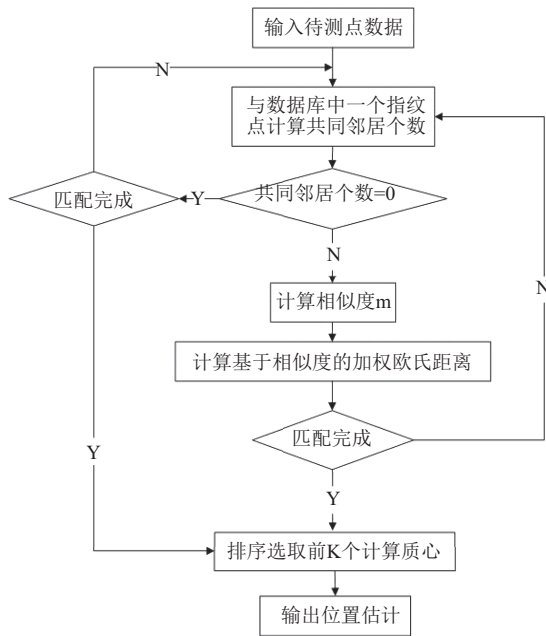 输入待测点数据
N
与数据库中一个指纹
点计算共同邻居个数
匹配完成
Y
共同邻居个数=0
N
N
计算相似度m
计算基于相似度的加权欧氏距离
匹配完成
Y
Y
排序选取前K个计算质心
输出位置估计